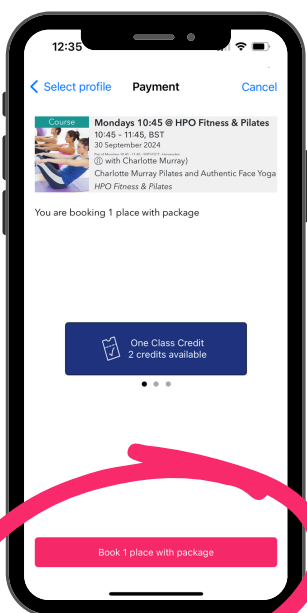 12:35
Select profile Payment Cancel
Course
Mondays 10:45 @ HPO Fitness & Pilates
10:45 - 11:45, BST
30 September 2024
with Charlotte Murray)
Charlotte Murray Pilates and Authentic Face Yoga
HPO Fitness & Pilates
You are booking 1 place with package
One Class Credit
2 credits available
Book 1 place with package